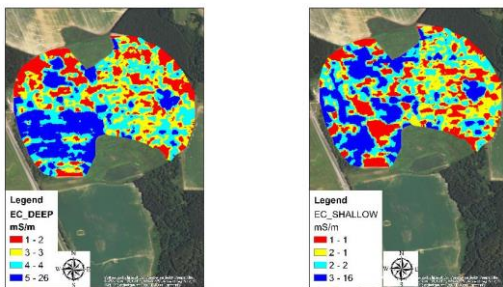 Legend
EC_DEEP
mS/m
1 - 2
3 - 3
4 - 4
5 - 26
N
W
E
S
Legend
EC_SHALLOW
mS/m
1 - 1
2 - 1
2 - 2
3 - 16
N
W
E
S